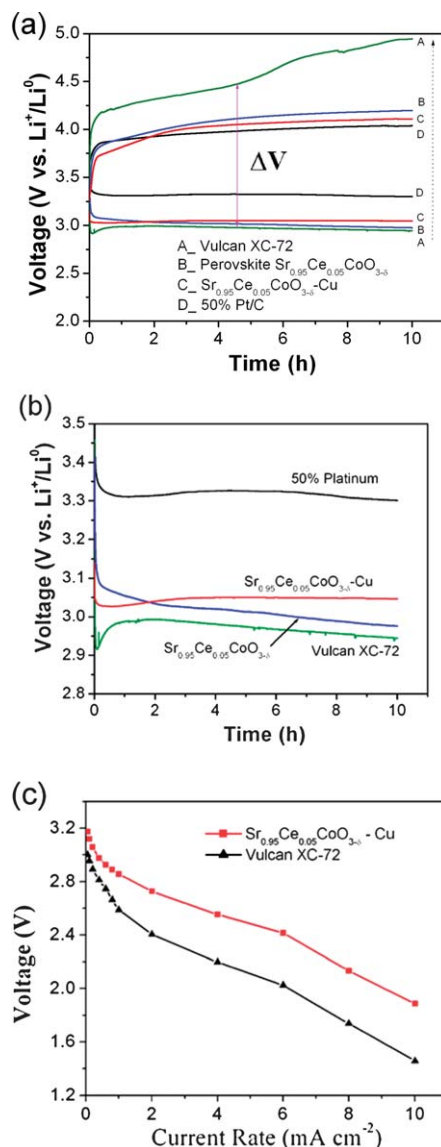 (a)
5.0
4.5
4.0
3.5
3.0
2.5
2.0
Voltage (V vs. Li⁺/Li⁰)
A
B
C
D
ΔV
D
C
B
A
A_ Vulcan XC-72
B_ Perovskite Sr₀.₉₅Ce₀.₀₅CoO₃₋δ
C_ Sr₀.₉₅Ce₀.₀₅CoO₃₋δ-Cu
D_ 50% Pt/C
0 2 4 6 8 10
Time (h)
(b)
3.5
3.4
3.3
3.2
3.1
3.0
2.9
2.8
Voltage (V vs. Li⁺/Li⁰)
50% Platinum
Sr₀.₉₅Ce₀.₀₅CoO₃₋δ-Cu
Sr₀.₉₅Ce₀.₀₅CoO₃₋δ
Vulcan XC-72
0 2 4 6 8 10
Time (h)
(c)
3.2
2.8
2.4
2.0
1.6
1.2
Voltage (V)
Sr₀.₉₅Ce₀.₀₅CoO₃₋δ - Cu
Vulcan XC-72
0 2 4 6 8 10
Current Rate (mA cm⁻²)